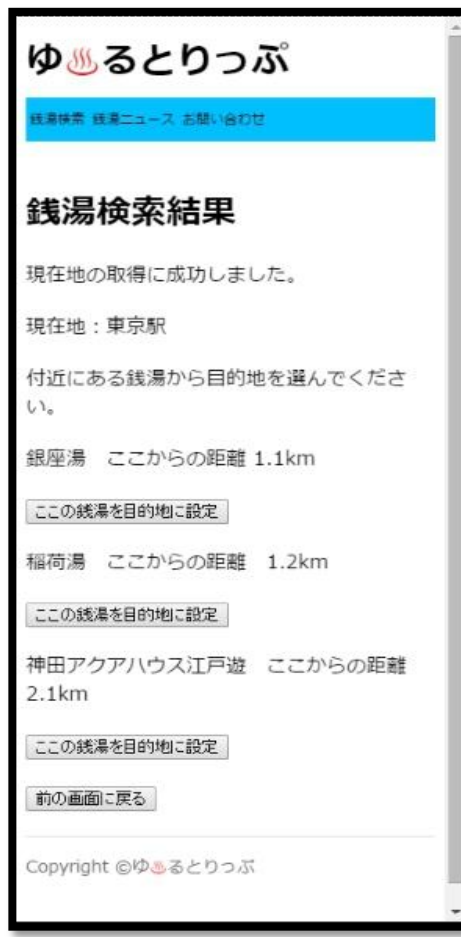 ゆ♨るとりっぷ
銭湯検索 銭湯ニュース お問い合わせ
銭湯検索結果
現在地の取得に成功しました。
現在地：東京駅
付近にある銭湯から目的地を選んでくださ
い。
銀座湯　ここからの距離 1.1km
ここの銭湯を目的地に設定
稲荷湯　ここからの距離　1.2km
ここの銭湯を目的地に設定
神田アクアハウス江戸遊　ここからの距離
2.1km
ここの銭湯を目的地に設定
前の画面に戻る
Copyright ©ゆ♨るとりっぷ